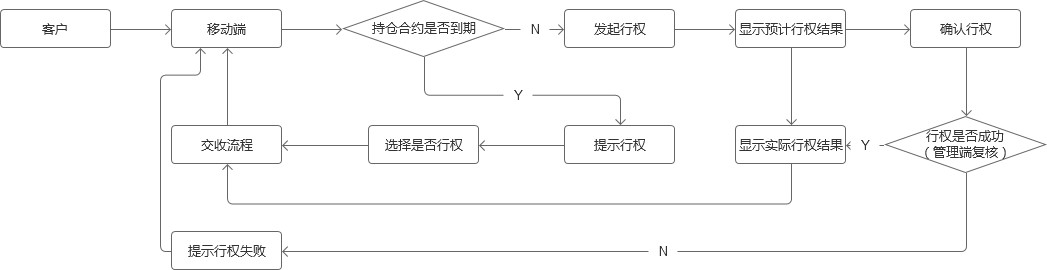 客户
移动端
持仓合约是否到期
N
发起行权
显示预计行权结果
确认行权
Y
交收流程
选择是否行权
提示行权
显示实际行权结果
Y
行权是否成功
（管理端复核）
提示行权失败
N